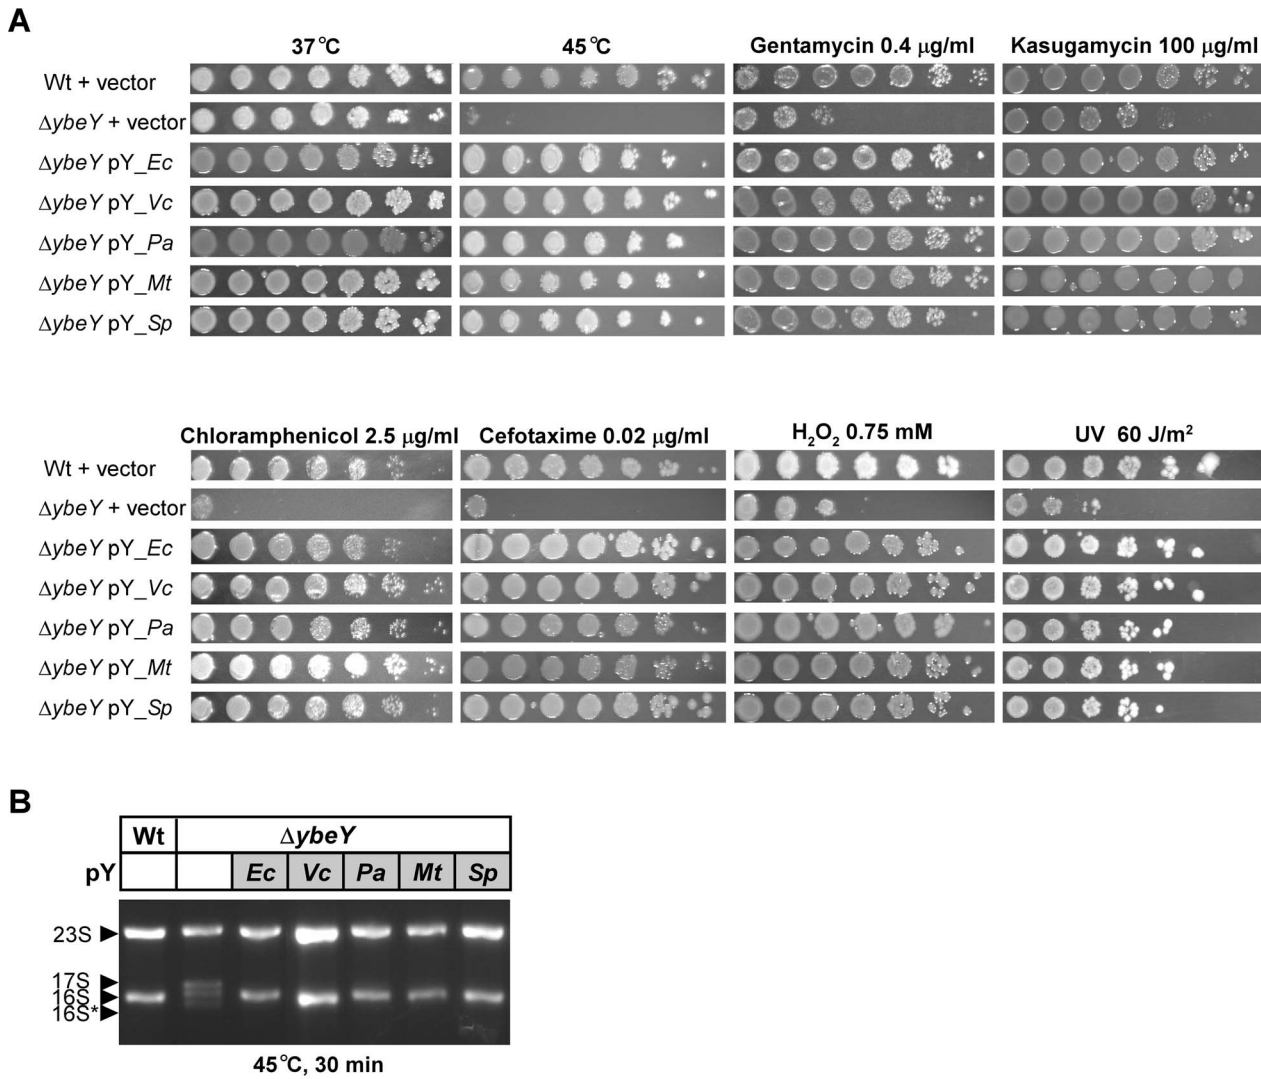 A
37°C 45°C Gentamycin 0.4 μg/ml Kasugamycin 100 μg/ml
Wt + vector
ΔybeY + vector
ΔybeY pY_Ec
ΔybeY pY_Vc
ΔybeY pY_Pa
ΔybeY pY_Mt
ΔybeY pY_Sp
Chloramphenicol 2.5 μg/ml Cefotaxime 0.02 μg/ml H₂O₂ 0.75 mM UV 60 J/m²
Wt + vector
ΔybeY + vector
ΔybeY pY_Ec
ΔybeY pY_Vc
ΔybeY pY_Pa
ΔybeY pY_Mt
ΔybeY pY_Sp
B
Wt ΔybeY
pY Ec Vc Pa Mt Sp
23S
17S
16S
16S*
45°C, 30 min